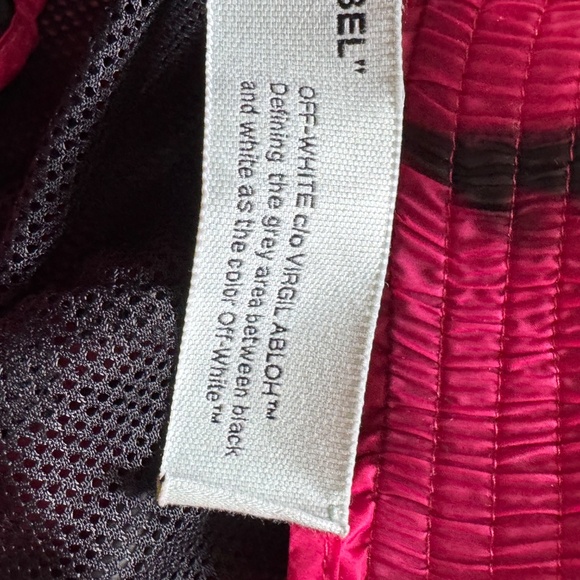 BEL"
OFF-WHITE c/o VIRGIL ABLOH™
Defining the grey area between black
and white as the color Off-White™